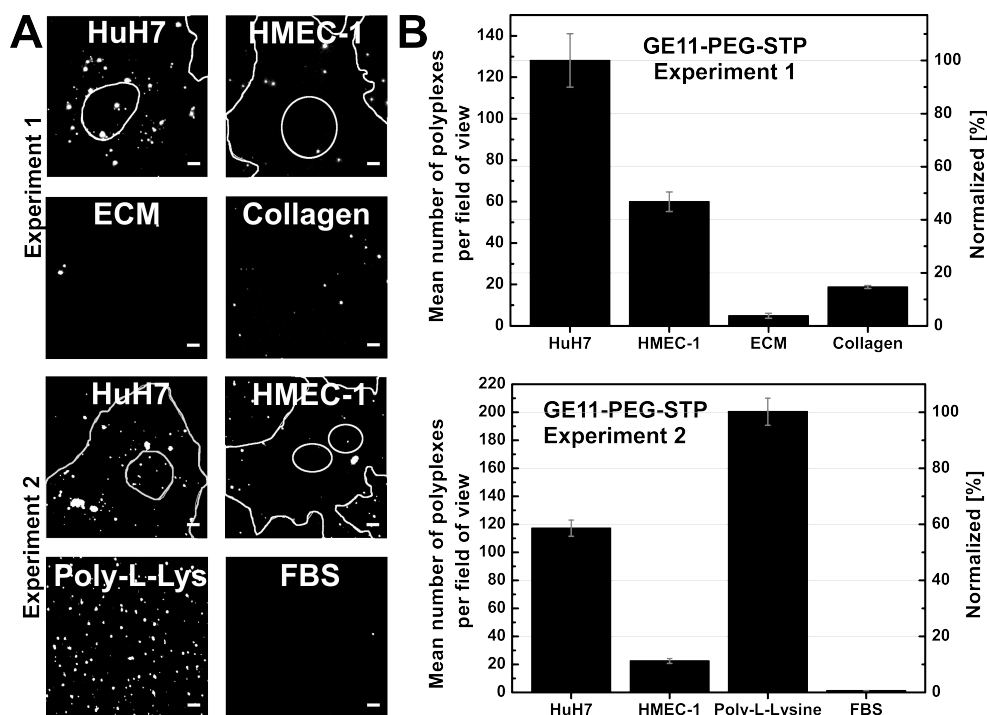 A
HuH7
HMEC-1
ECM
Collagen
Experiment 1
HuH7
HMEC-1
Poly-L-Lys
FBS
Experiment 2
B
GE11-PEG-STP
Experiment 1
Mean number of polyplexes
per field of view
140
120
100
80
60
40
20
0
Normalized [%]
100
80
60
40
20
0
HuH7 HMEC-1 ECM Collagen
GE11-PEG-STP
Experiment 2
Mean number of polyplexes
per field of view
220
200
180
160
140
120
100
80
60
40
20
0
Normalized [%]
100
80
60
40
20
0
HuH7 HMEC-1 Poly-L-Lysine FBS